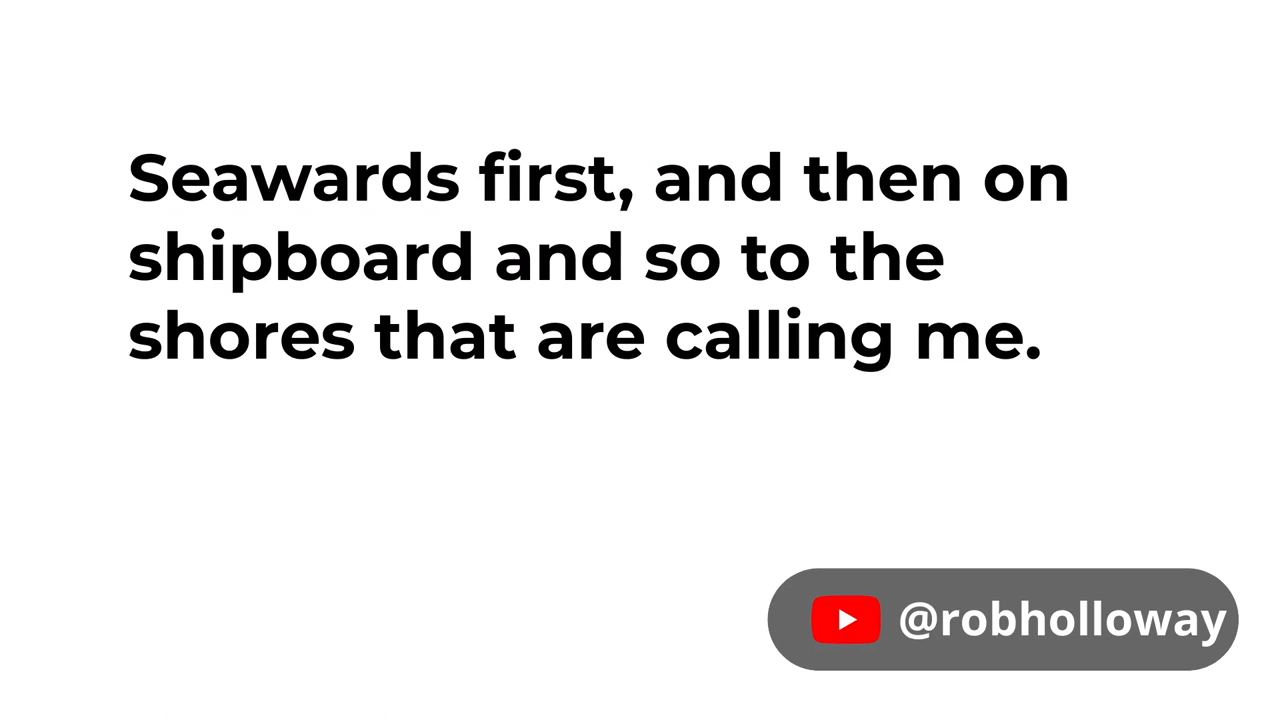 Seawards first, and then on
shipboard and so to the
shores that are calling me.
@robholloway